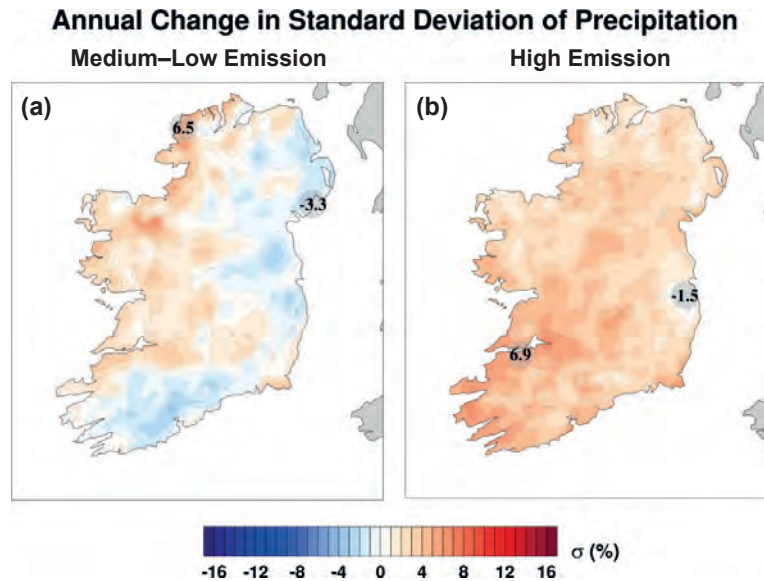 Annual Change in Standard Deviation of Precipitation
Medium–Low Emission High Emission
(a) (b)
6.5
-3.3
-1.5
6.9
-16 -12 -8 -4 0 4 8 12 16 σ (%)